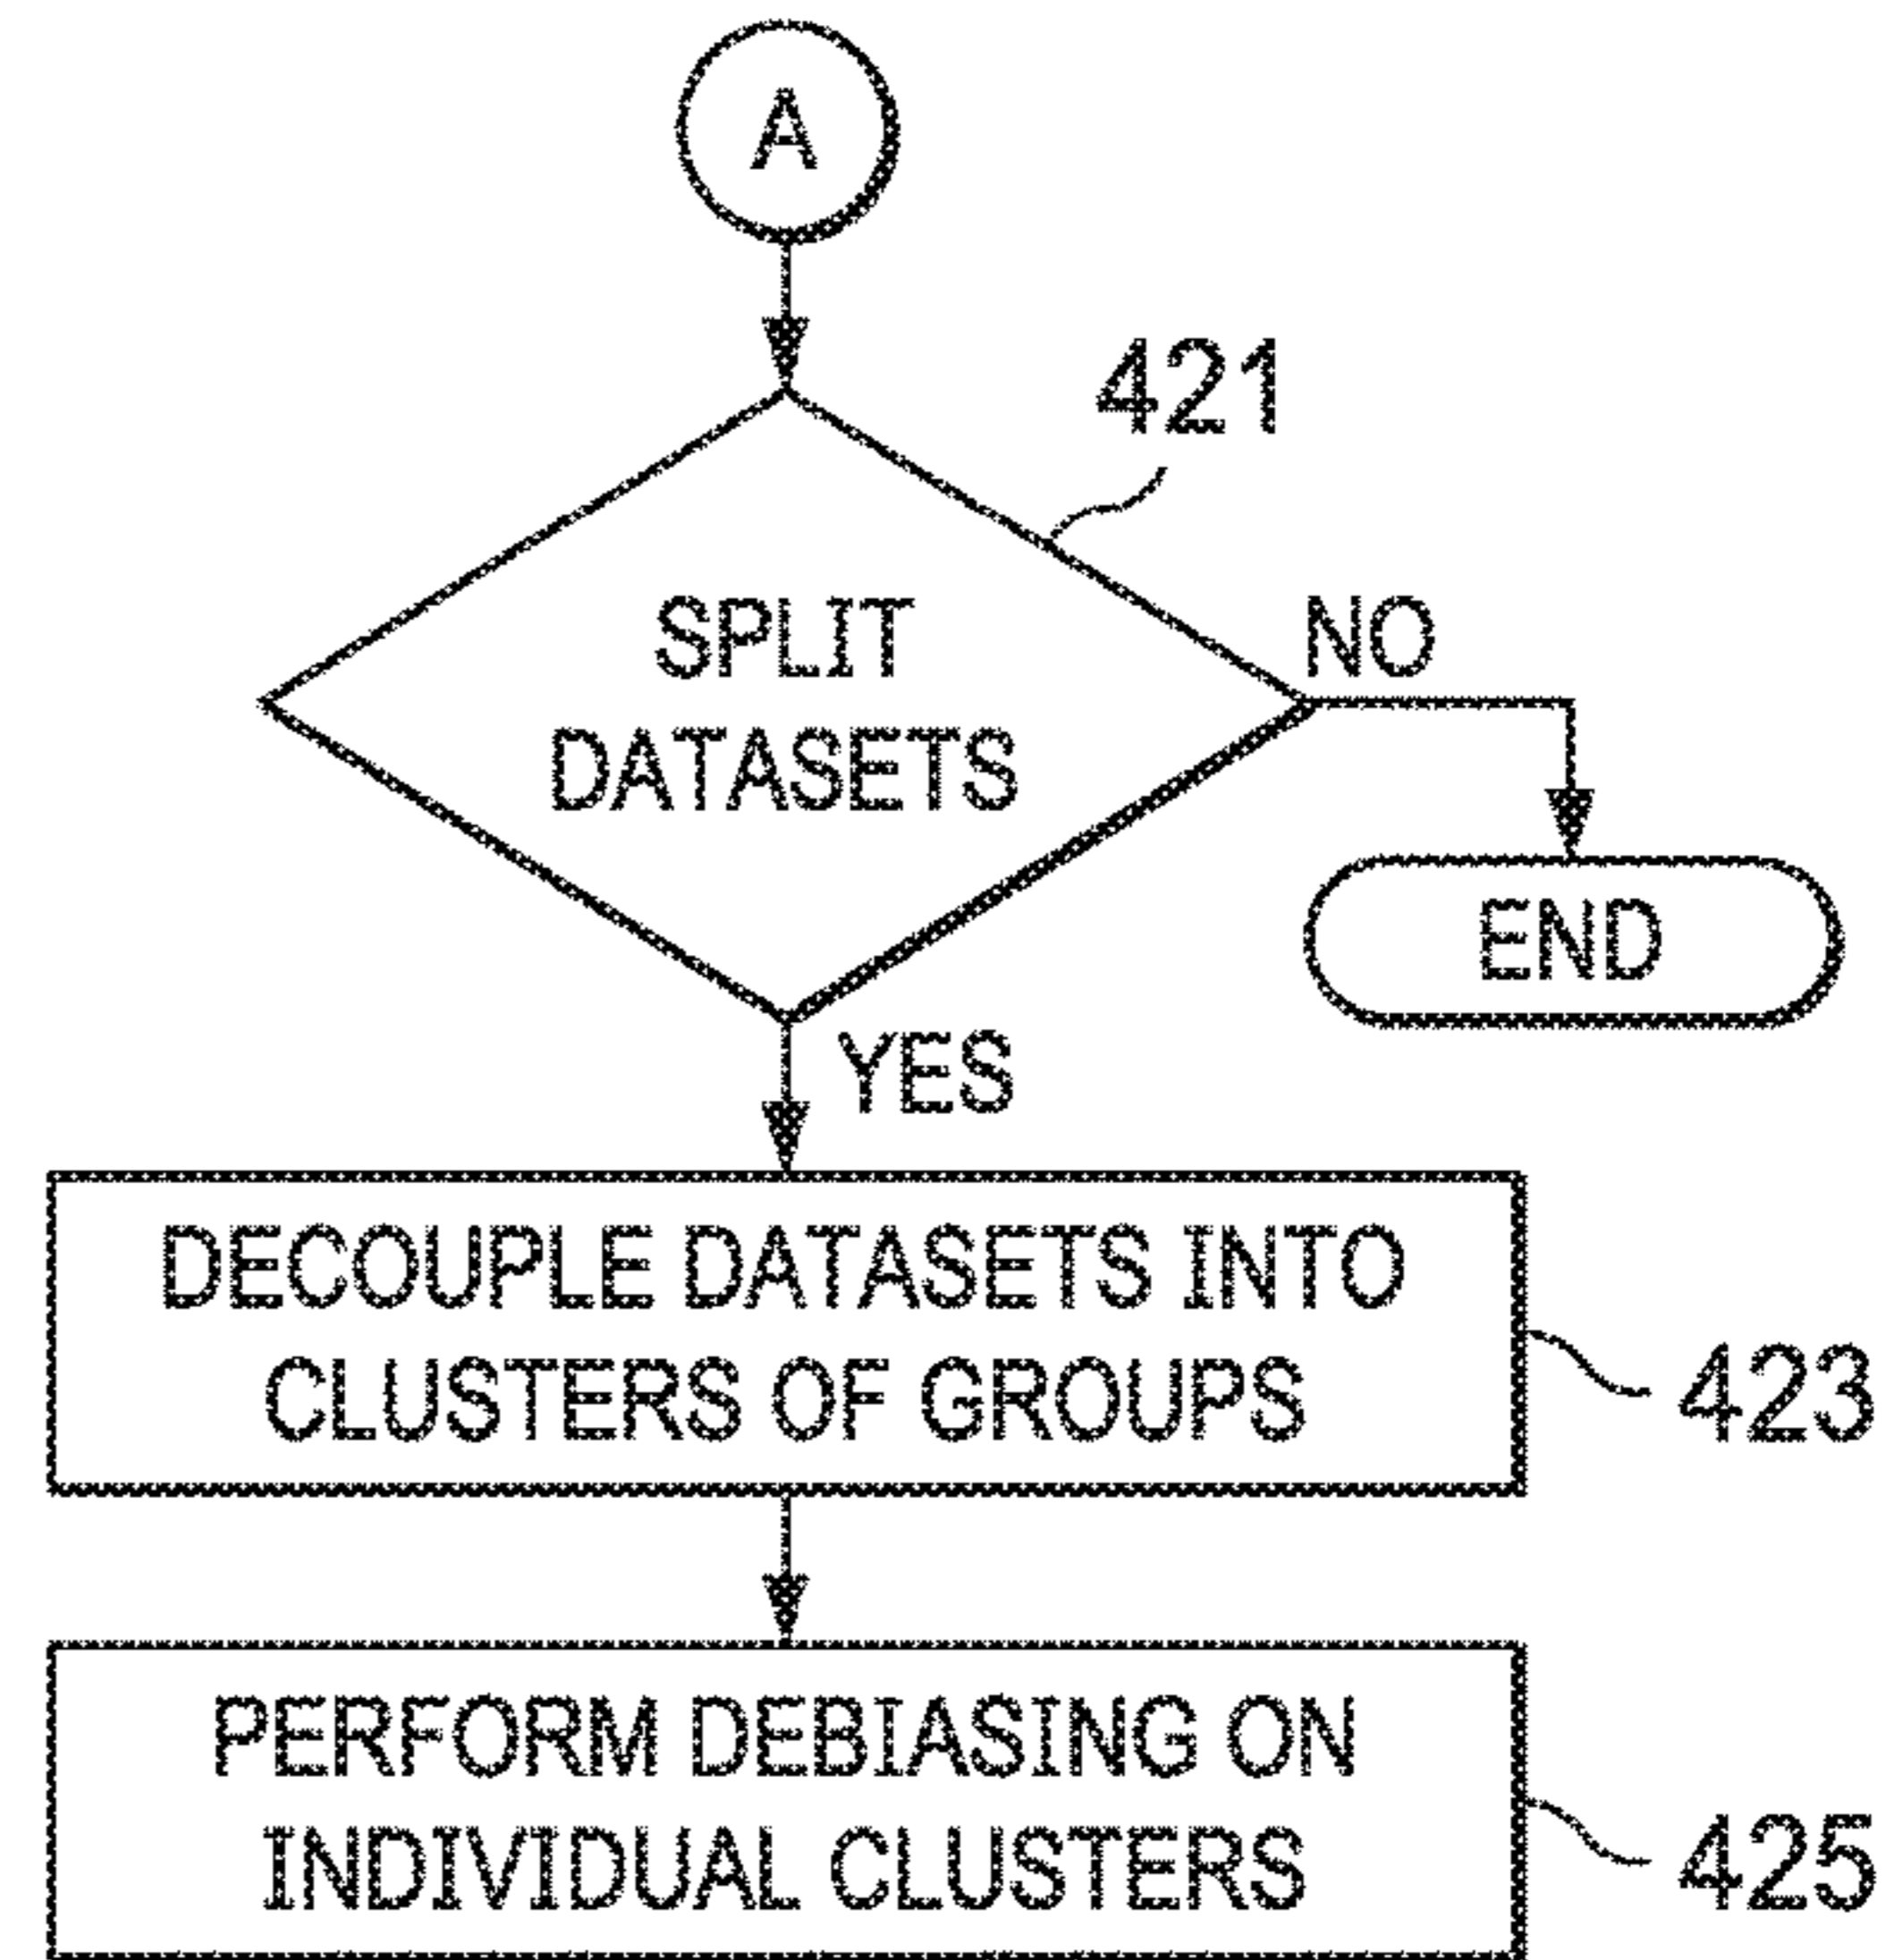 A
421
SPLIT
DATASETS
NO
END
YES
DECOUPLE DATASETS INTO
CLUSTERS OF GROUPS
423
PERFORM DEBIASING ON
INDIVIDUAL CLUSTERS
425